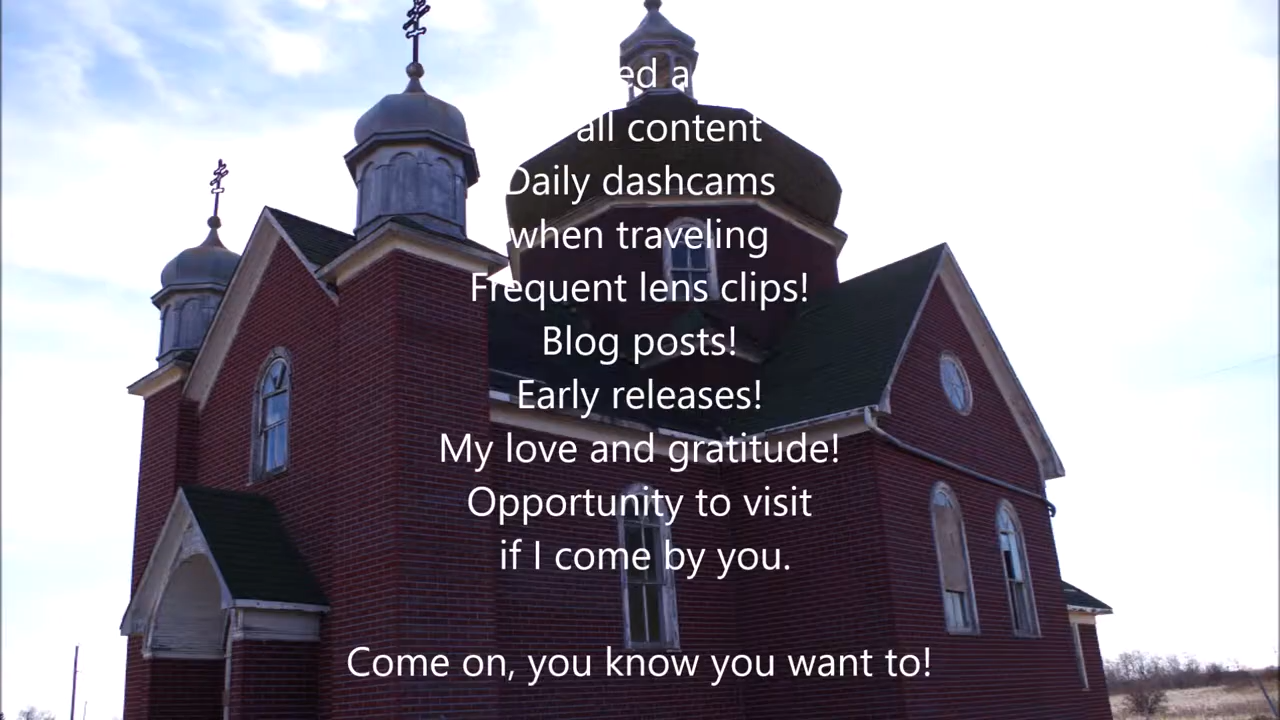 all content
Daily dashcams
when traveling
Frequent lens clips!
Blog posts!
Early releases!
My love and gratitude!
Opportunity to visit
if I come by you.
Come on, you know you want to!